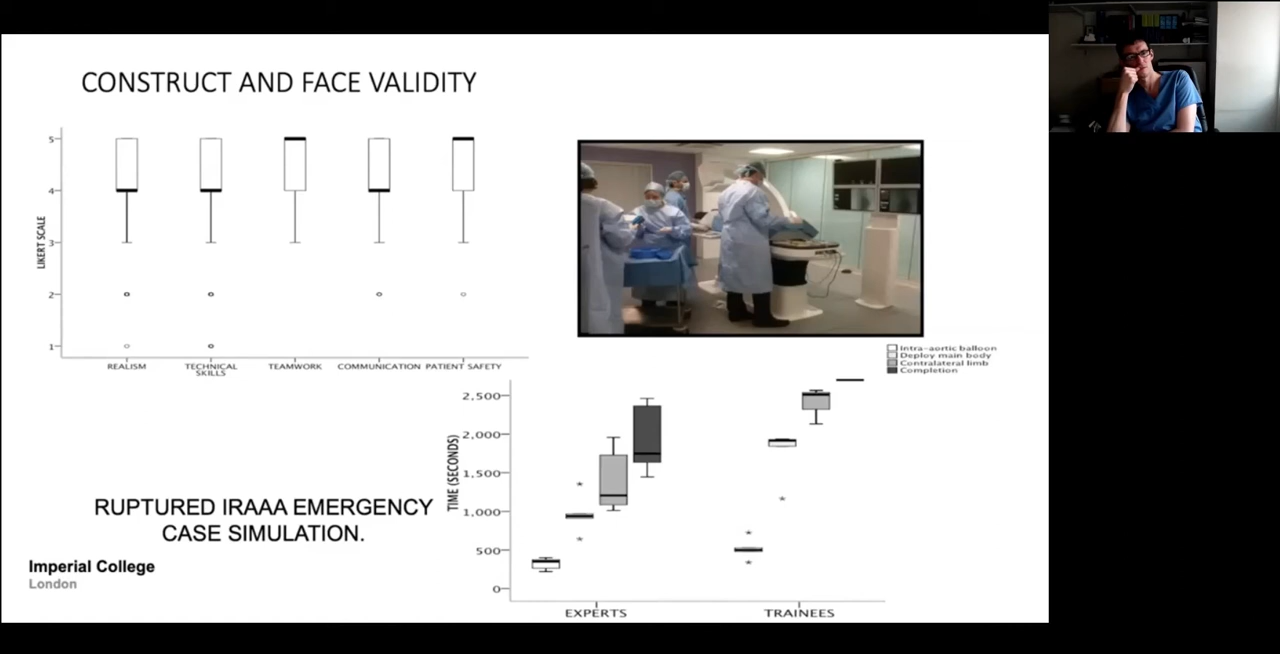 CONSTRUCT AND FACE VALIDITY
5
4
3
2
1
LIKERT SCALE
REALISM
TECHNICAL
SKILLS
TEAMWORK
COMMUNICATION
PATIENT SAFETY
Intra-aortic balloon
Deploy main body
Contralateral limb
Completion
2,500
2,000
1,500
1,000
500
0
TIME (SECONDS)
EXPERTS
TRAINEES
RUPTURED IRAAA EMERGENCY
CASE SIMULATION.
Imperial College
London